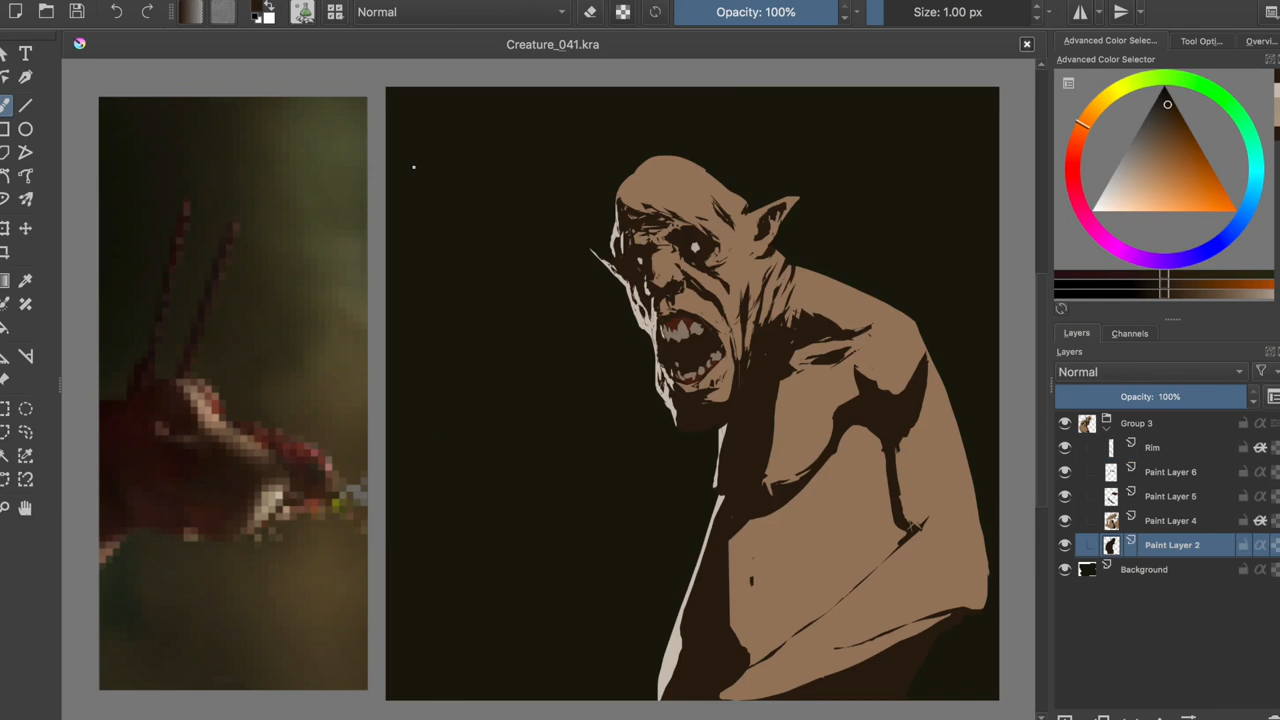 Normal
Opacity: 100%
Size: 1.00 px
Creature_041.kra
Advanced Color Selec...
Tool Opti...
Overvi...
Advanced Color Selector
Layers
Channels
Layers
Normal
Opacity: 100%
Group 3
Rim
Paint Layer 6
Paint Layer 5
Paint Layer 4
Paint Layer 2
Background